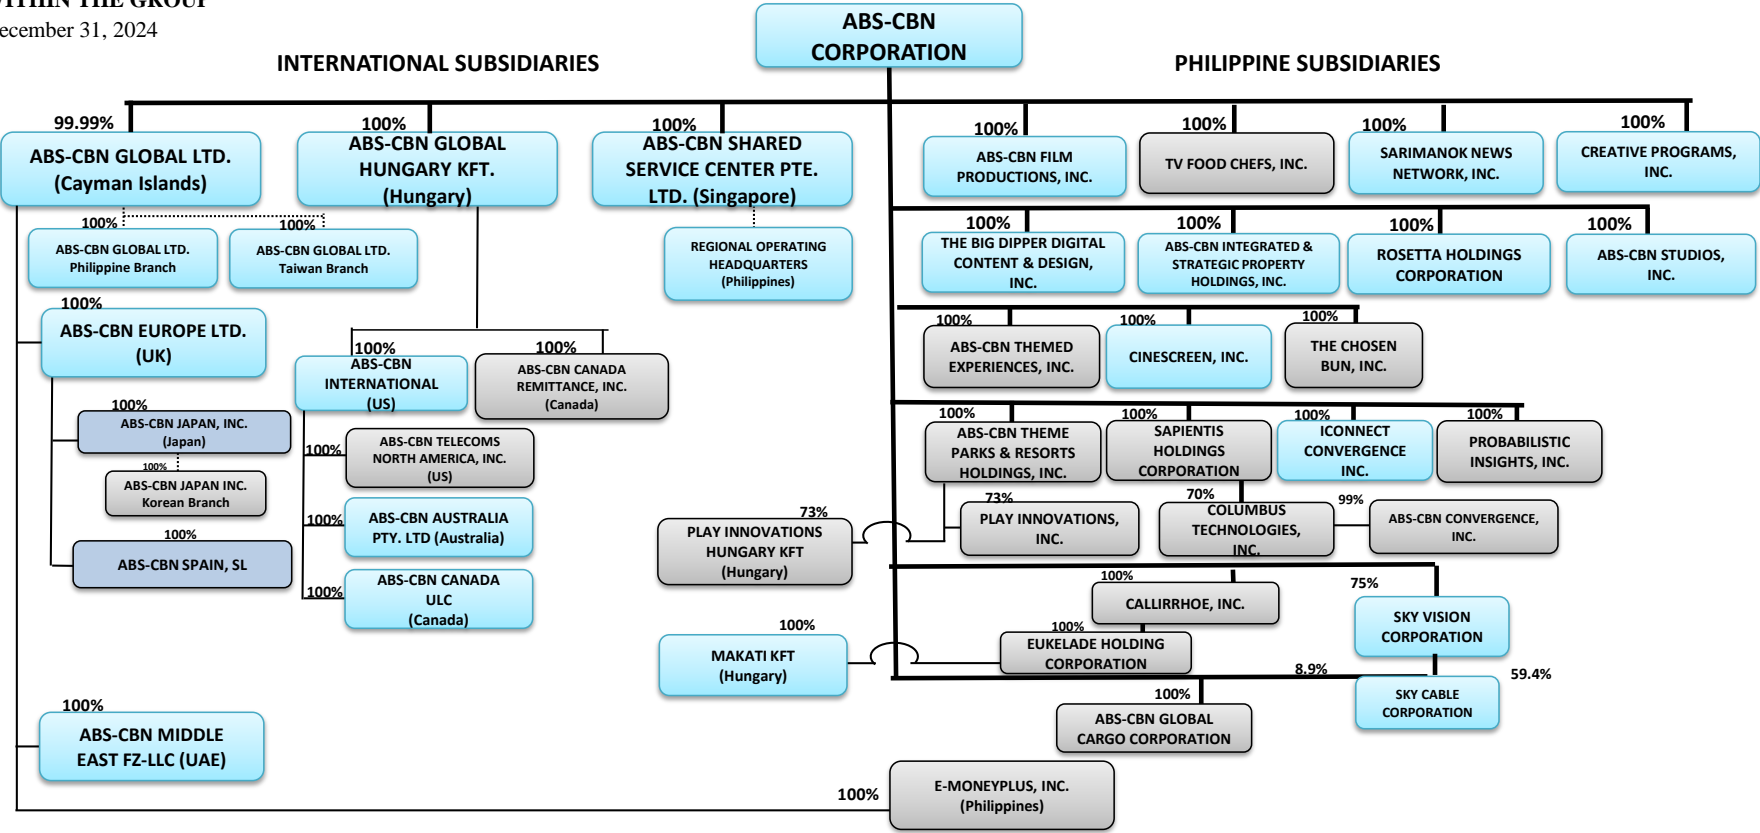 WITHIN THE GROUP
ecember 31, 2024
ABS-CBN
CORPORATION
INTERNATIONAL SUBSIDIARIES
PHILIPPINE SUBSIDIARIES
99.99%
ABS-CBN GLOBAL LTD.
(Cayman Islands)
100%
ABS-CBN GLOBAL
HUNGARY KFT.
(Hungary)
100%
ABS-CBN SHARED
SERVICE CENTER PTE.
LTD. (Singapore)
100%
ABS-CBN FILM
PRODUCTIONS, INC.
100%
TV FOOD CHEFS, INC.
100%
SARIMANOK NEWS
NETWORK, INC.
100%
CREATIVE PROGRAMS,
INC.
100%
ABS-CBN GLOBAL LTD.
Philippine Branch
100%
ABS-CBN GLOBAL LTD.
Taiwan Branch
REGIONAL OPERATING
HEADQUARTERS
(Philippines)
100%
THE BIG DIPPER DIGITAL
CONTENT & DESIGN,
INC.
100%
ABS-CBN INTEGRATED &
STRATEGIC PROPERTY
HOLDINGS, INC.
100%
ROSETTA HOLDINGS
CORPORATION
100%
ABS-CBN STUDIOS,
INC.
100%
ABS-CBN EUROPE LTD.
(UK)
100%
ABS-CBN
INTERNATIONAL
(US)
100%
ABS-CBN CANADA
REMITTANCE, INC.
(Canada)
100%
ABS-CBN THEMED
EXPERIENCES, INC.
100%
CINESCREEN, INC.
100%
THE CHOSEN
BUN, INC.
100%
ABS-CBN JAPAN, INC.
(Japan)
100%
ABS-CBN JAPAN INC.
Korean Branch
100%
ABS-CBN SPAIN, SL
100%
ABS-CBN TELECOMS
NORTH AMERICA, INC.
(US)
100%
ABS-CBN AUSTRALIA
PTY. LTD (Australia)
100%
ABS-CBN CANADA
ULC
(Canada)
100%
ABS-CBN THEME
PARKS & RESORTS
HOLDINGS, INC.
100%
SAPIENTIS
HOLDINGS
CORPORATION
100%
ICONNECT
CONVERGENCE
INC.
100%
PROBABILISTIC
INSIGHTS, INC.
73%
PLAY INNOVATIONS
HUNGARY KFT
(Hungary)
73%
PLAY INNOVATIONS,
INC.
70%
COLUMBUS
TECHNOLOGIES,
INC.
99%
ABS-CBN CONVERGENCE,
INC.
100%
CALLIRRHOE, INC.
75%
SKY VISION
CORPORATION
100%
MAKATI KFT
(Hungary)
100%
EUKELADE HOLDING
CORPORATION
8.9%
59.4%
SKY CABLE
CORPORATION
100%
ABS-CBN GLOBAL
CARGO CORPORATION
100%
ABS-CBN MIDDLE
EAST FZ-LLC (UAE)
100%
E-MONEYPLUS, INC.
(Philippines)